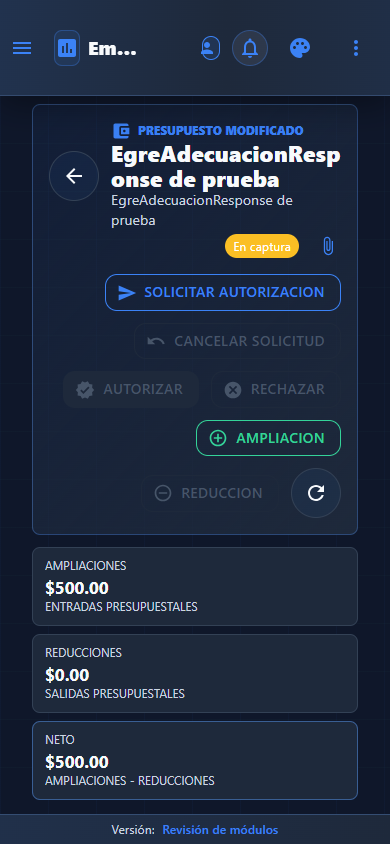 Em...
PRESUPUESTO MODIFICADO
EgreAdecuacionResp
onse de prueba
EgreAdecuacionResponse de
prueba
En captura
SOLICITAR AUTORIZACION
CANCELAR SOLICITUD
AUTORIZAR
RECHAZAR
AMPLIACION
REDUCCION
AMPLIACIONES
$500.00
ENTRADAS PRESUPUESTALES
REDUCCIONES
$0.00
SALIDAS PRESUPUESTALES
NETO
$500.00
AMPLIACIONES - REDUCCIONES
Versión: Revisión de módulos